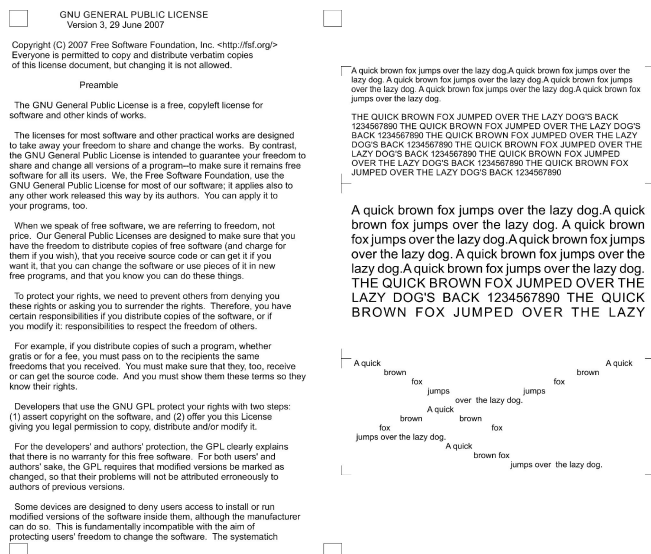 GNU GENERAL PUBLIC LICENSE
Version 3, 29 June 2007
Copyright (C) 2007 Free Software Foundation, Inc. <http://fsf.org/>
Everyone is permitted to copy and distribute verbatim copies
of this license document, but changing it is not allowed.
Preamble
The GNU General Public License is a free, copyleft license for
software and other kinds of works.
The licenses for most software and other practical works are designed
to take away your freedom to share and change the works. By contrast,
the GNU General Public License is intended to guarantee your freedom to
share and change all versions of a program--to make sure it remains free
software for all its users. We, the Free Software Foundation, use the
GNU General Public License for most of our software; it applies also to
any other work released this way by its authors. You can apply it to
your programs, too.
When we speak of free software, we are referring to freedom, not
price. Our General Public Licenses are designed to make sure that you
have the freedom to distribute copies of free software (and charge for
them if you wish), that you receive source code or can get it if you
want it, that you can change the software or use pieces of it in new
free programs, and that you know you can do these things.
To protect your rights, we need to prevent others from denying you
these rights or asking you to surrender the rights. Therefore, you have
certain responsibilities if you distribute copies of the software, or if
you modify it: responsibilities to respect the freedom of others.
For example, if you distribute copies of such a program, whether
gratis or for a fee, you must pass on to the recipients the same
freedoms that you received. You must make sure that they, too, receive
or can get the source code. And you must show them these terms so they
know their rights.
Developers that use the GNU GPL protect your rights with two steps:
(1) assert copyright on the software, and (2) offer you this License
giving you legal permission to copy, distribute and/or modify it.
For the developers' and authors' protection, the GPL clearly explains
that there is no warranty for this free software. For both users' and
authors' sake, the GPL requires that modified versions be marked as
changed, so that their problems will not be attributed erroneously to
authors of previous versions.
Some devices are designed to deny users access to install or run
modified versions of the software inside them, although the manufacturer
can do so. This is fundamentally incompatible with the aim of
protecting users' freedom to change the software. The systematich
A quick brown fox jumps over the lazy dog.A quick brown fox jumps over the
lazy dog. A quick brown fox jumps over the lazy dog.A quick brown fox jumps
over the lazy dog. A quick brown fox jumps over the lazy dog.A quick brown fox
jumps over the lazy dog.
THE QUICK BROWN FOX JUMPED OVER THE LAZY DOG'S BACK
1234567890 THE QUICK BROWN FOX JUMPED OVER THE LAZY DOG'S
BACK 1234567890 THE QUICK BROWN FOX JUMPED OVER THE LAZY
DOG'S BACK 1234567890 THE QUICK BROWN FOX JUMPED OVER THE
LAZY DOG'S BACK 1234567890 THE QUICK BROWN FOX JUMPED
OVER THE LAZY DOG'S BACK 1234567890 THE QUICK BROWN FOX
JUMPED OVER THE LAZY DOG'S BACK 1234567890
A quick brown fox jumps over the lazy dog.A quick
brown fox jumps over the lazy dog. A quick brown
fox jumps over the lazy dog.A quick brown fox jumps
over the lazy dog. A quick brown fox jumps over the
lazy dog.A quick brown fox jumps over the lazy dog.
THE QUICK BROWN FOX JUMPED OVER THE
LAZY DOG'S BACK 1234567890 THE QUICK
BROWN FOX JUMPED OVER THE LAZY
A quick A quick
brown brown
fox fox
jumps jumps
over the lazy dog.
A quick
brown brown
fox fox
jumps over the lazy dog.
A quick
brown fox
jumps over the lazy dog.